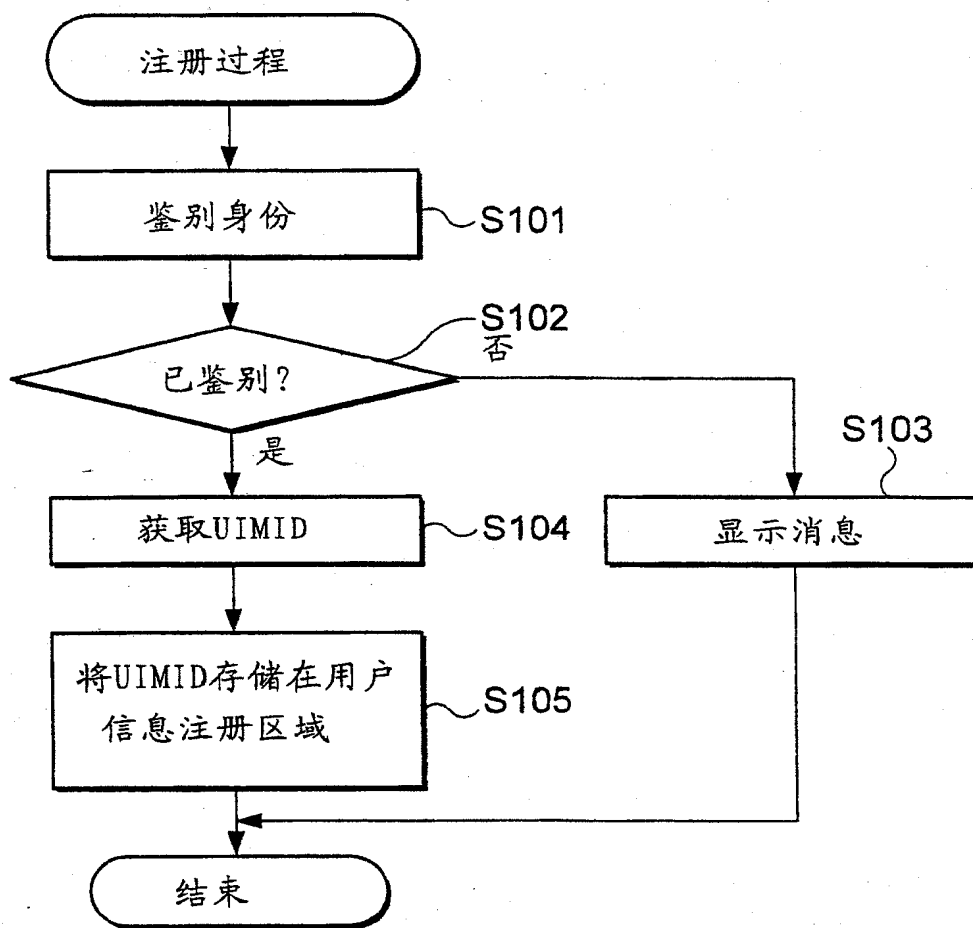 注册过程
鉴别身份
S101
S102
否
已鉴别?
是
S103
获取UIMID
S104
显示消息
将UIMID存储在用户
信息注册区域
S105
结束